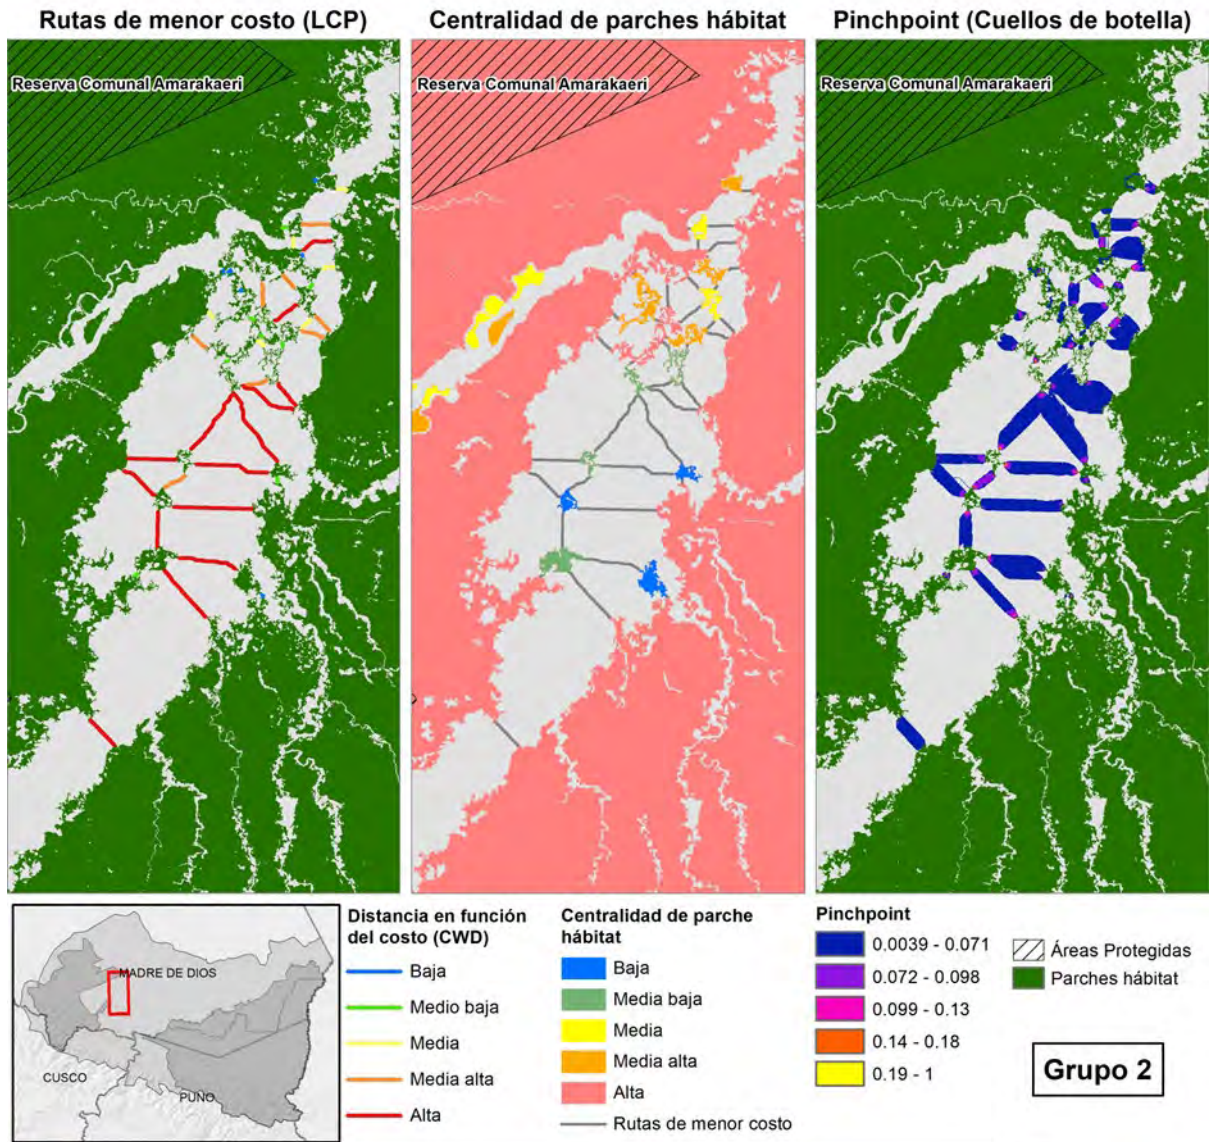 Rutas de menor costo (LCP)
Centralidad de parches hábitat
Pinchpoint (Cuellos de botella)
Reserva Comunal Amarakaeri
Reserva Comunal Amarakaeri
Reserva Comunal Amarakaeri
MADRE DE DIOS
CUSCO
PUNO
Distancia en función
del costo (CWD)
Baja
Medio baja
Media
Media alta
Alta
Centralidad de parche
hábitat
Baja
Media baja
Media
Media alta
Alta
Rutas de menor costo
Pinchpoint
0.0039 - 0.071
0.072 - 0.098
0.099 - 0.13
0.14 - 0.18
0.19 - 1
Áreas Protegidas
Parches hábitat
Grupo 2